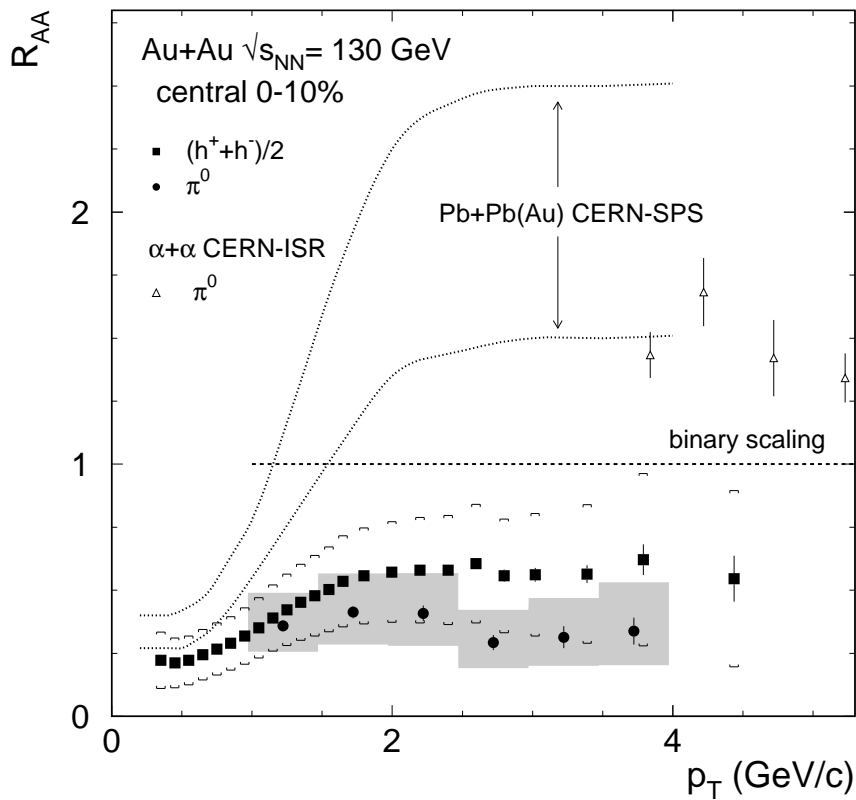 R_AA
Au+Au √s_NN= 130 GeV
central 0-10%
(h⁺+h⁻)/2
π⁰
α+α CERN-ISR
π⁰
Pb+Pb(Au) CERN-SPS
binary scaling
2
1
0
0 2 4
p_T (GeV/c)